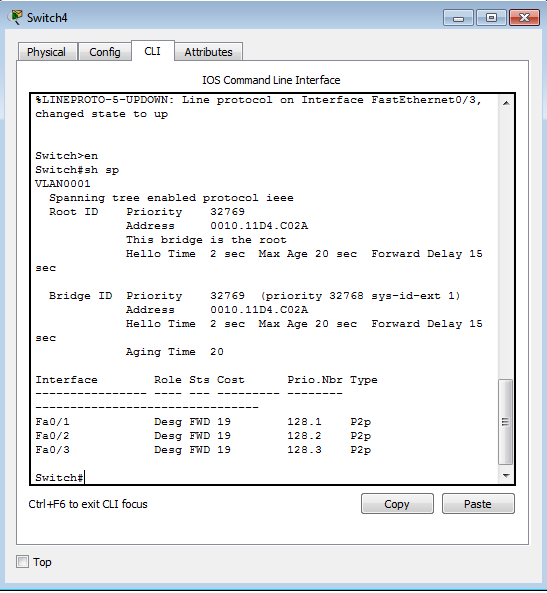 Switch4
Physical Config CLI Attributes
IOS Command Line Interface
%LINEPROTO-5-UPDOWN: Line protocol on Interface FastEthernet0/3,
changed state to up
Switch>en
Switch#sh sp
VLAN0001
  Spanning tree enabled protocol ieee
  Root ID    Priority    32769
             Address     0010.11D4.C02A
             This bridge is the root
             Hello Time  2 sec  Max Age 20 sec  Forward Delay 15
sec
  Bridge ID  Priority    32769  (priority 32768 sys-id-ext 1)
             Address     0010.11D4.C02A
             Hello Time  2 sec  Max Age 20 sec  Forward Delay 15
sec
             Aging Time  20
Interface        Role Sts Cost      Prio.Nbr Type
---------------- ---- --- --------- --------
--------------------------------
Fa0/1            Desg FWD 19        128.1    P2p
Fa0/2            Desg FWD 19        128.2    P2p
Fa0/3            Desg FWD 19        128.3    P2p
Switch#
Ctrl+F6 to exit CLI focus
Copy Paste
Top